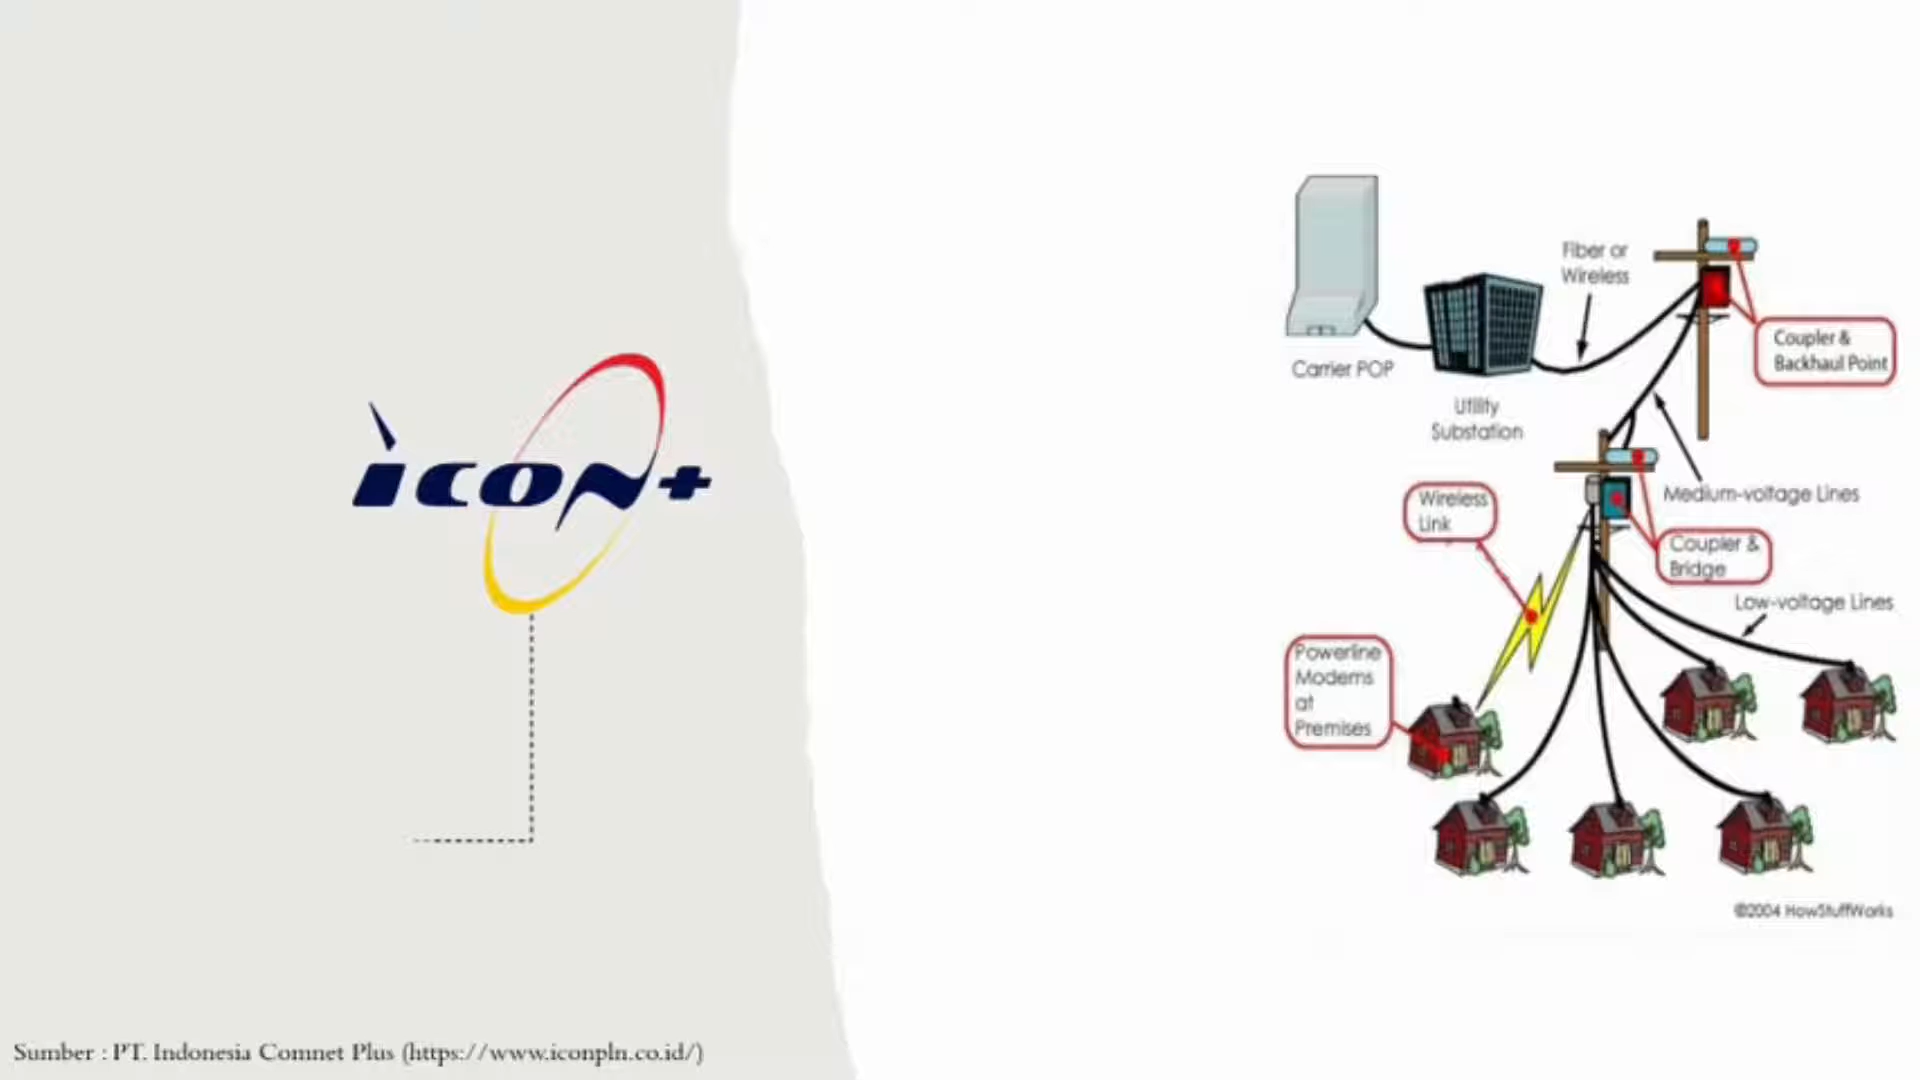 icon+
Sumber : PT. Indonesia Comnet Plus (https://www.iconpln.co.id/)
Carrier POP
Utility
Substation
Fiber or
Wireless
Coupler &
Backhaul Point
Medium-voltage Lines
Wireless
Link
Coupler &
Bridge
Low-voltage Lines
Powerline
Modems
at
Premises
©2004 HowStuffWorks